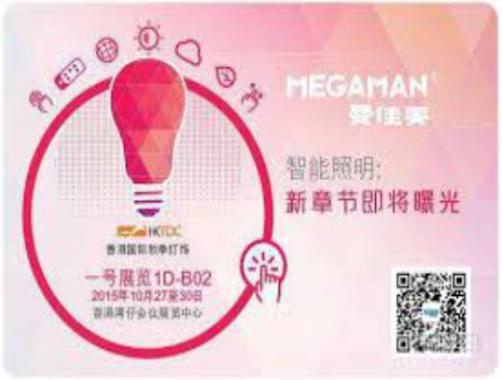 MEGAMAN®
曼佳美
智能照明:
新章节即将曝光
HKTDC
香港国际秋季灯饰
一号展览1D-B02
2015年10月27至30日
香港湾仔会议展览中心